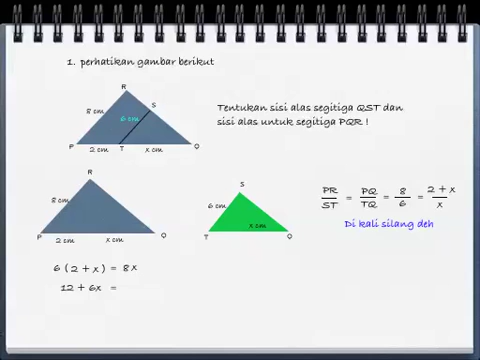 1. perhatikan gambar berikut
R
S
8 cm
6 cm
P
2 cm
T
x cm
Q
Tentukan sisi alas segitiga QST dan
sisi alas untuk segitiga PQR !
R
8 cm
P
2 cm
x cm
Q
S
6 cm
x cm
T
Q
PR/ST = PQ/TQ = 8/6 = 2 + x/x
Di kali silang deh
6 ( 2 + x ) = 8x
12 + 6x =